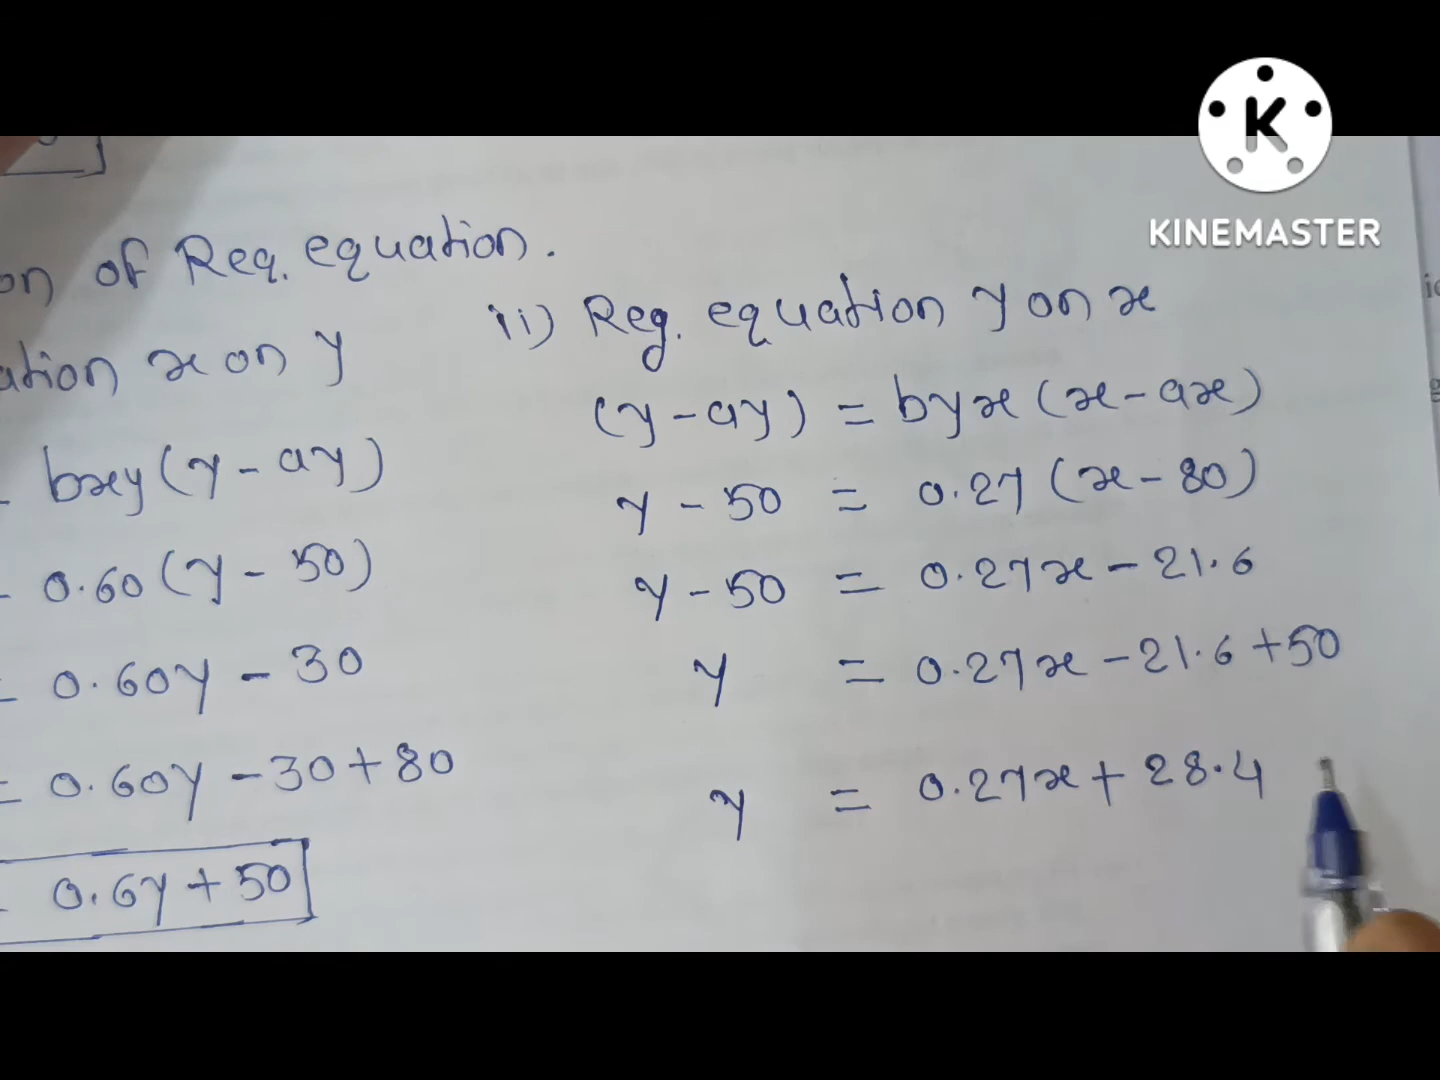 KINEMASTER
on of Reg. equation.
ation x on y
bxy (y - ay)
0.60 (y - 50)
= 0.60y - 30
= 0.60y - 30 + 80
0.6y + 50
ii) Reg. equation y on x
(y - ay) = byx (x - ax)
y - 50 = 0.27 (x - 80)
y - 50 = 0.27x - 21.6
y = 0.27x - 21.6 + 50
y = 0.27x + 28.4